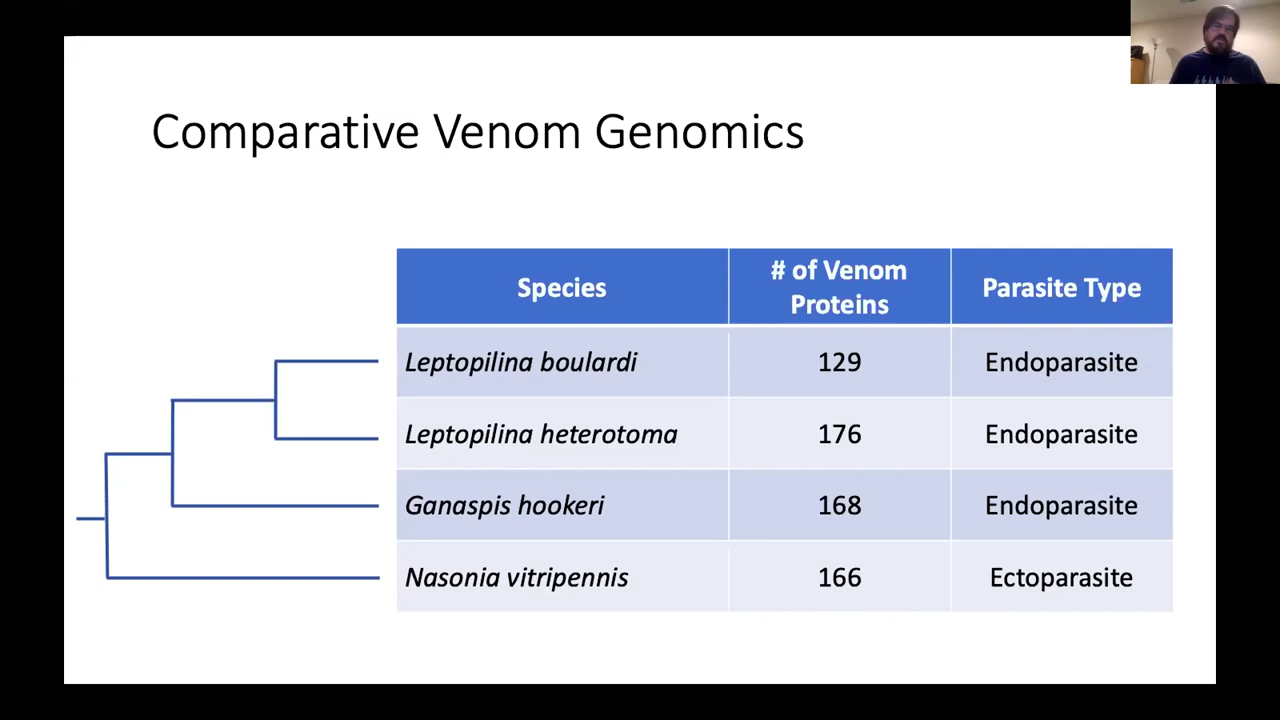 Comparative Venom Genomics
Species
# of Venom
Proteins
Parasite Type
Leptopilina boulardi
129
Endoparasite
Leptopilina heterotoma
176
Endoparasite
Ganaspis hookeri
168
Endoparasite
Nasonia vitripennis
166
Ectoparasite